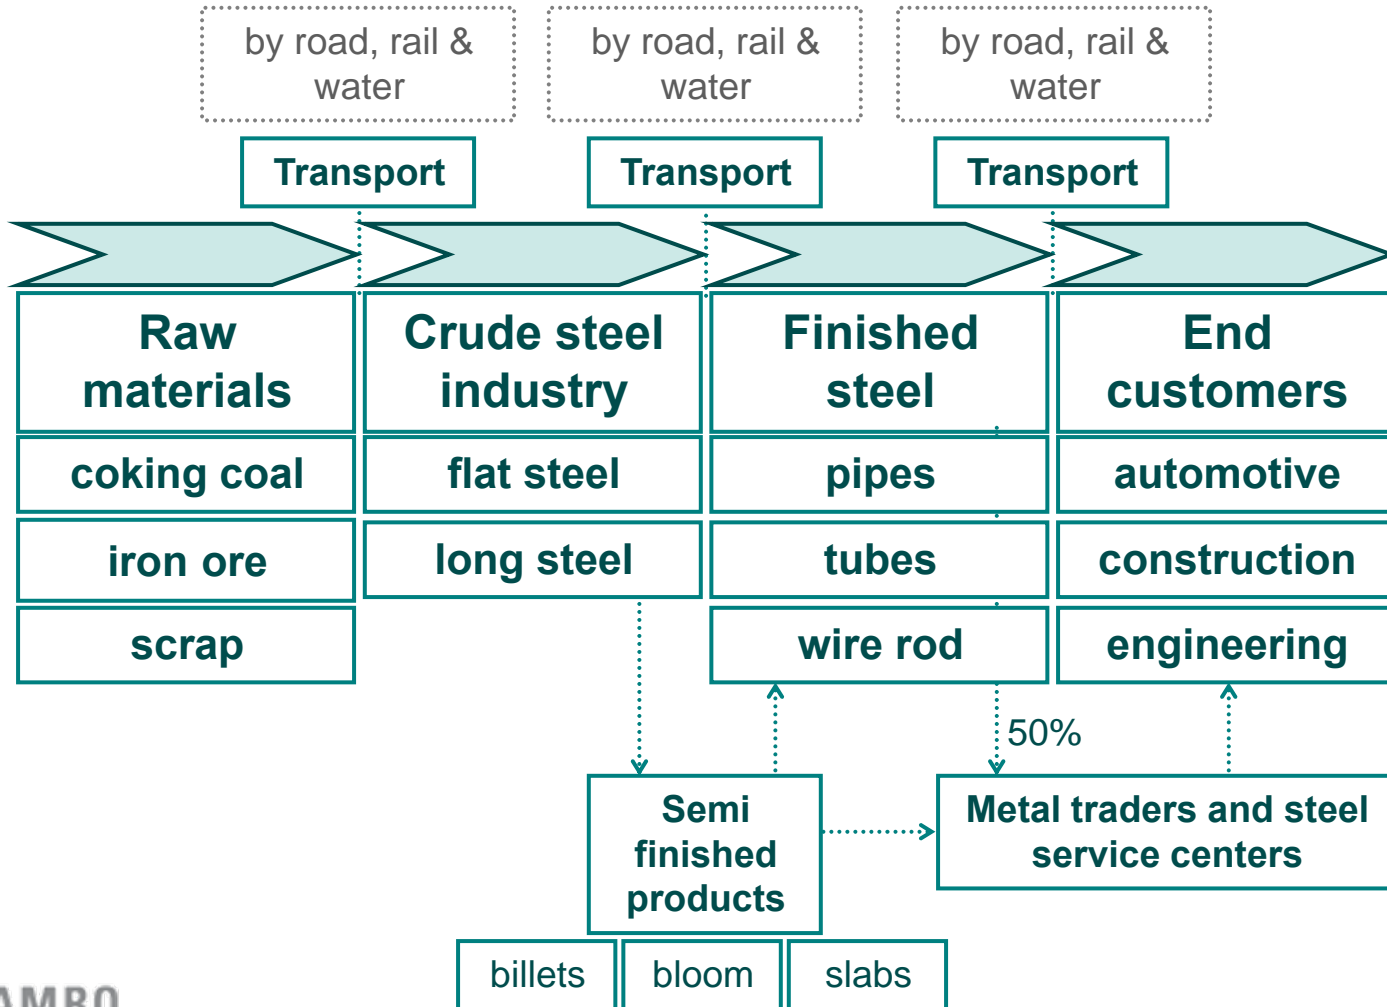 by road, rail &
water
by road, rail &
water
by road, rail &
water
Transport
Transport
Transport
Raw
materials
Crude steel
industry
Finished
steel
End
customers
coking coal
flat steel
pipes
automotive
iron ore
long steel
tubes
construction
scrap
wire rod
engineering
50%
Semi
finished
products
Metal traders and steel
service centers
billets
bloom
slabs
AMRO